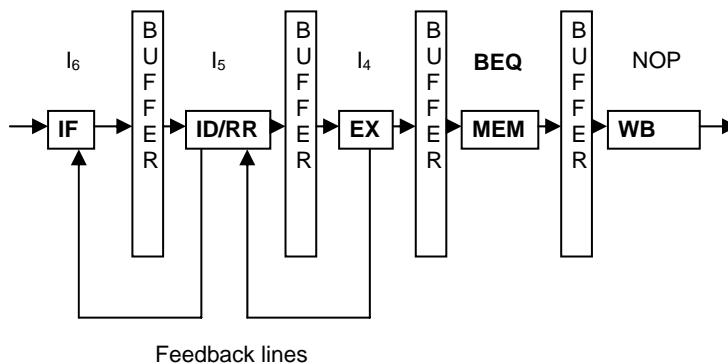 I₆ I₅ I₄ BEQ NOP
BUFFER BUFFER BUFFER BUFFER
IF ID/RR EX MEM WB
Feedback lines